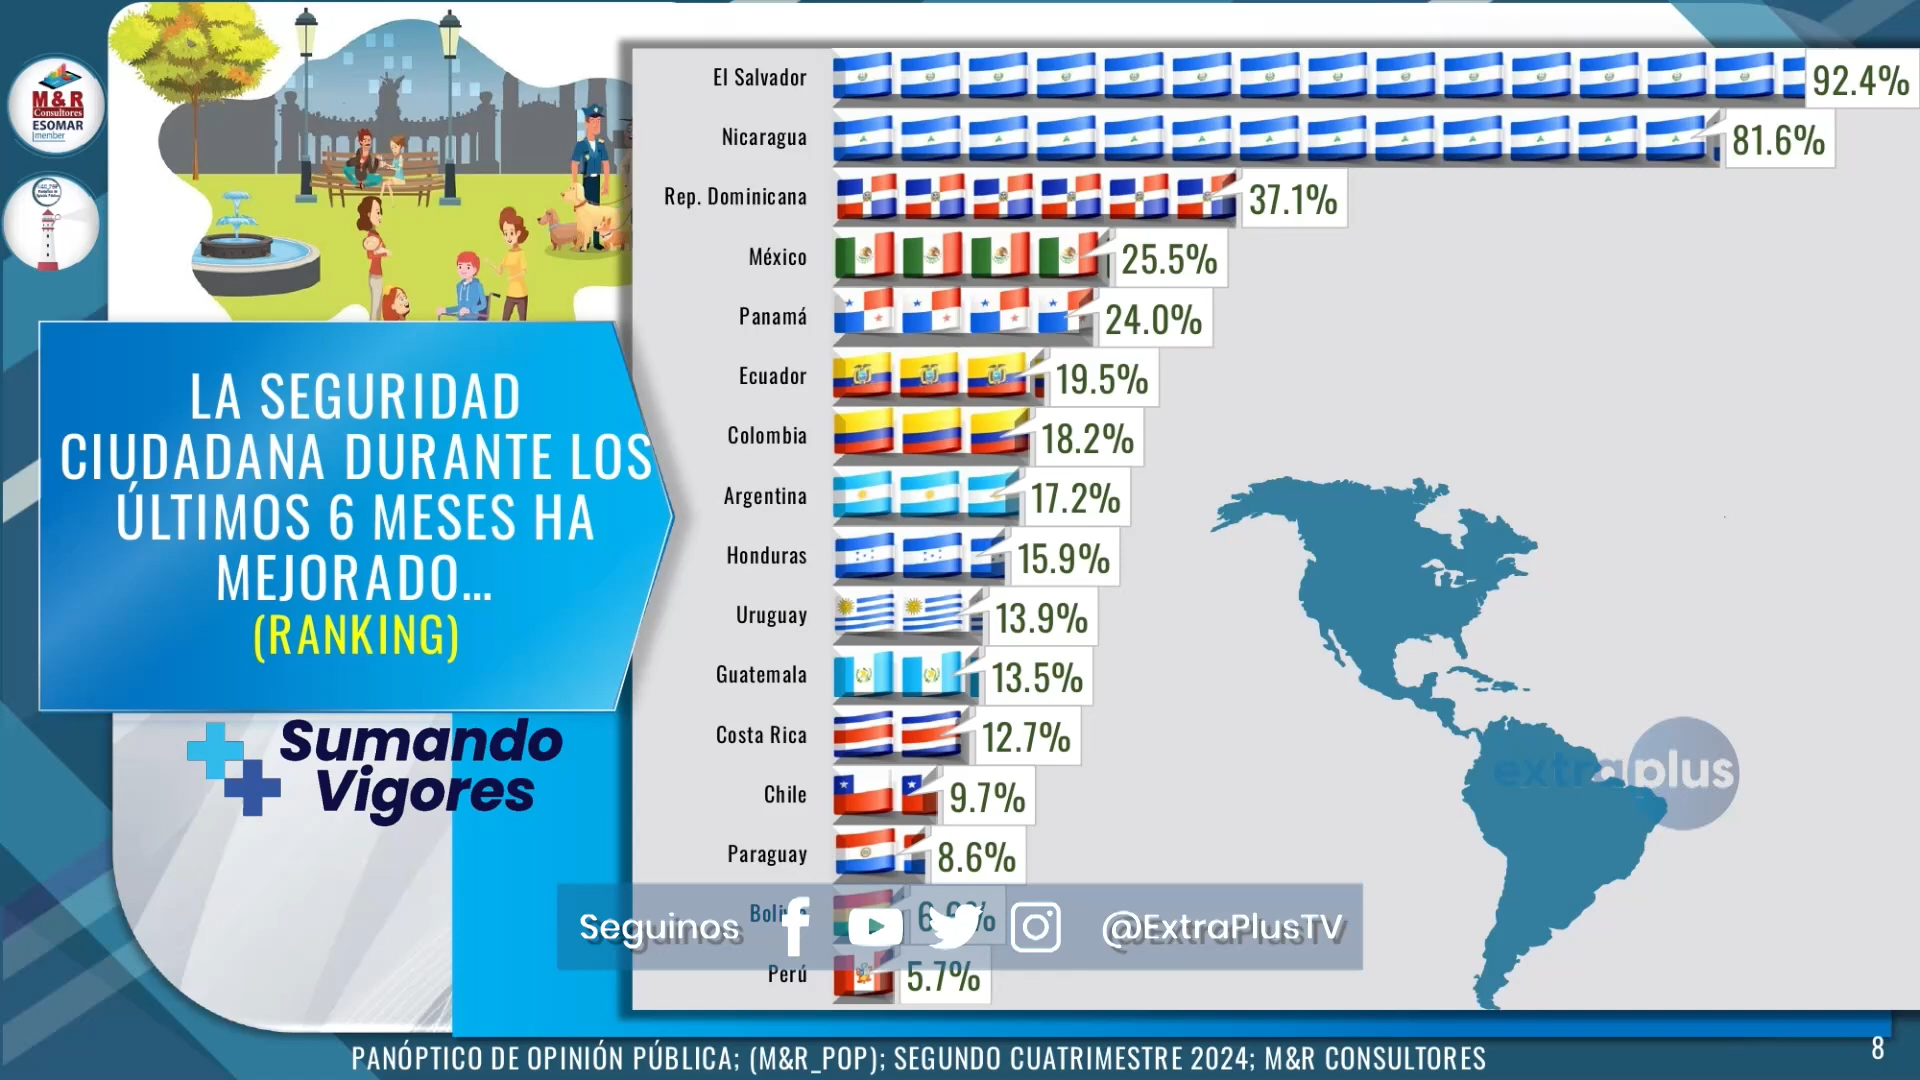 M&R
Consultores
ESOMAR
member
El Salvador 92.4%
Nicaragua 81.6%
Rep. Dominicana 37.1%
México 25.5%
Panamá 24.0%
Ecuador 19.5%
Colombia 18.2%
Argentina 17.2%
Honduras 15.9%
Uruguay 13.9%
Guatemala 13.5%
Costa Rica 12.7%
Chile 9.7%
Paraguay 8.6%
Perú 5.7%
LA SEGURIDAD
CIUDADANA DURANTE LOS
ÚLTIMOS 6 MESES HA
MEJORADO...
(RANKING)
Sumando
Vigores
extraplus
Seguinos @ExtraPlusTV
PANÓPTICO DE OPINIÓN PÚBLICA; (M&R_POP); SEGUNDO CUATRIMESTRE 2024; M&R CONSULTORES
8